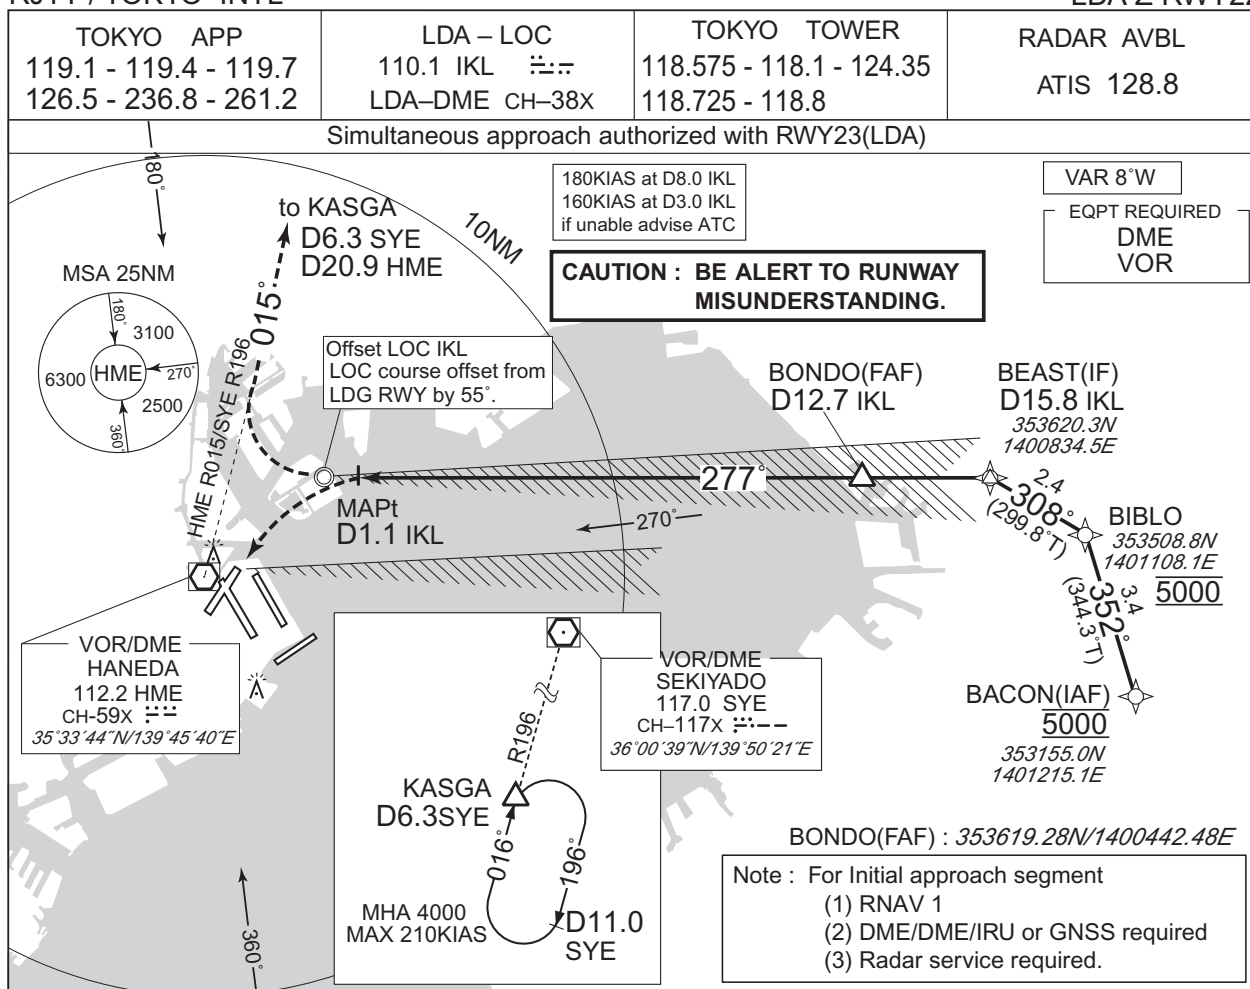 TOKYO APP
119.1 - 119.4 - 119.7
126.5 - 236.8 - 261.2
LDA – LOC
110.1 IKL
LDA–DME CH–38X
TOKYO TOWER
118.575 - 118.1 - 124.35
118.725 - 118.8
RADAR AVBL
ATIS 128.8
Simultaneous approach authorized with RWY23(LDA)
180°
to KASGA
D6.3 SYE
D20.9 HME
10NM
180KIAS at D8.0 IKL
160KIAS at D3.0 IKL
if unable advise ATC
VAR 8°W
EQPT REQUIRED
DME
VOR
CAUTION : BE ALERT TO RUNWAY
MISUNDERSTANDING.
MSA 25NM
180°
3100
6300
HME
270°
2500
360°
015°
HME R015/SYE R196
Offset LOC IKL
LOC course offset from
LDG RWY by 55°.
BONDO(FAF)
D12.7 IKL
BEAST(IF)
D15.8 IKL
353620.3N
1400834.5E
277°
MAPt
D1.1 IKL
270°
2.4
308°
(299.8°T)
BIBLO
353508.8N
1401108.1E
5000
3.4
352°
(344.3°T)
BACON(IAF)
5000
353155.0N
1401215.1E
VOR/DME
HANEDA
112.2 HME
CH-59X
35°33´44˝N/139°45´40˝E
VOR/DME
SEKIYADO
117.0 SYE
CH–117X
36°00´39˝N/139°50´21˝E
R196
KASGA
D6.3SYE
016°
196°
MHA 4000
MAX 210KIAS
D11.0
SYE
360°
BONDO(FAF) : 353619.28N/1400442.48E
Note : For Initial approach segment
(1) RNAV 1
(2) DME/DME/IRU or GNSS required
(3) Radar service required.